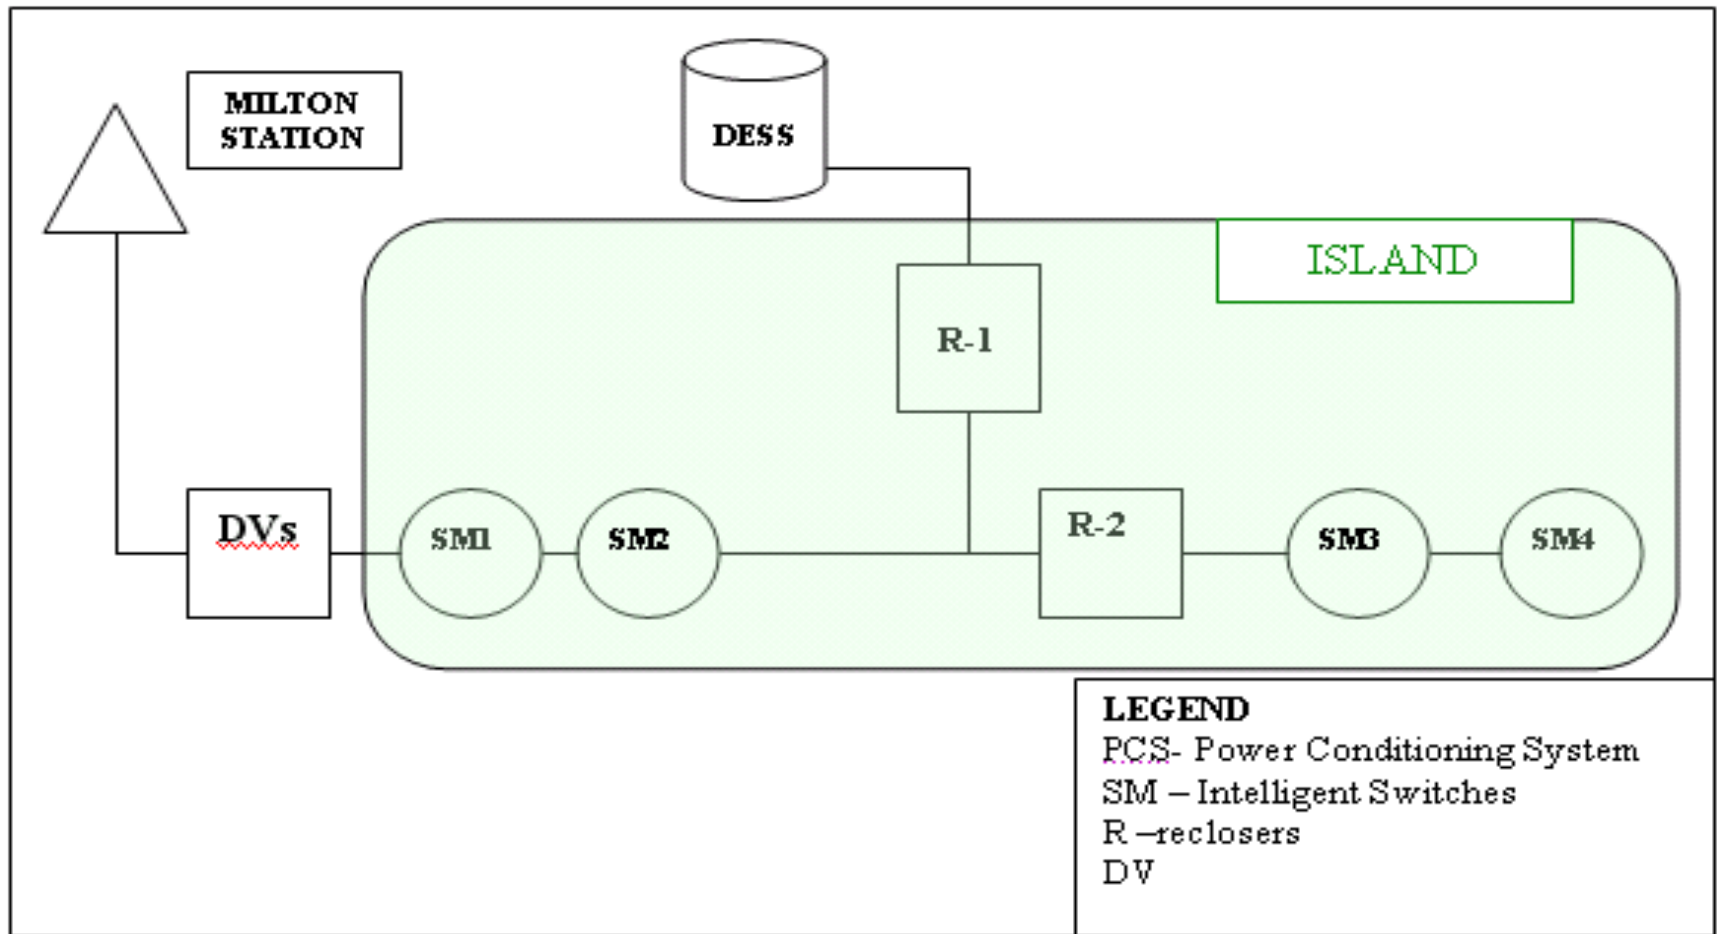 MILTON
STATION
DESS
ISLAND
R-1
DVs
SM1
SM2
R-2
SM3
SM4
LEGEND
PCS- Power Conditioning System
SM – Intelligent Switches
R –reclosers
DV